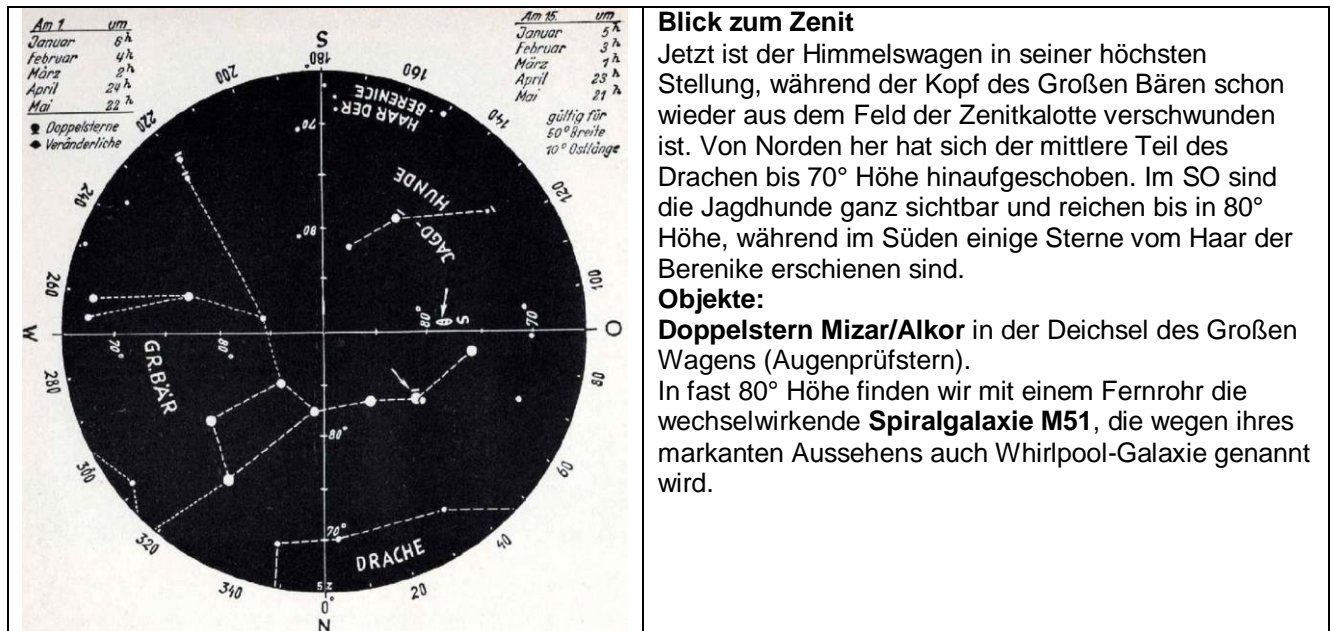 Am 1. um
Januar 6ʰ
Februar 4ʰ
März 2ʰ
April 24ʰ
Mai 22ʰ
Doppelsterne
Veränderliche
Am 15. um
Januar 5ʰ
Februar 3ʰ
März 1ʰ
April 23ʰ
Mai 21ʰ
gültig für
50° Breite
10° Ostlänge
S
180°
200
160
220
140
240
120
260
100
W
O
280
80
300
60
320
40
340
20
0°
N
HAAR DER
BERENICE
70°
JAGD-
HUNDE
80°
80°
S
70°
70°
80°
GR.BÄR
80°
70°
DRACHE
Blick zum Zenit
Jetzt ist der Himmelswagen in seiner höchsten
Stellung, während der Kopf des Großen Bären schon
wieder aus dem Feld der Zenitkalotte verschwunden
ist. Von Norden her hat sich der mittlere Teil des
Drachen bis 70° Höhe hinaufgeschoben. Im SO sind
die Jagdhunde ganz sichtbar und reichen bis in 80°
Höhe, während im Süden einige Sterne vom Haar der
Berenike erschienen sind.
Objekte:
Doppelstern Mizar/Alkor in der Deichsel des Großen
Wagens (Augenprüfstern).
In fast 80° Höhe finden wir mit einem Fernrohr die
wechselwirkende Spiralgalaxie M51, die wegen ihres
markanten Aussehens auch Whirlpool-Galaxie genannt
wird.